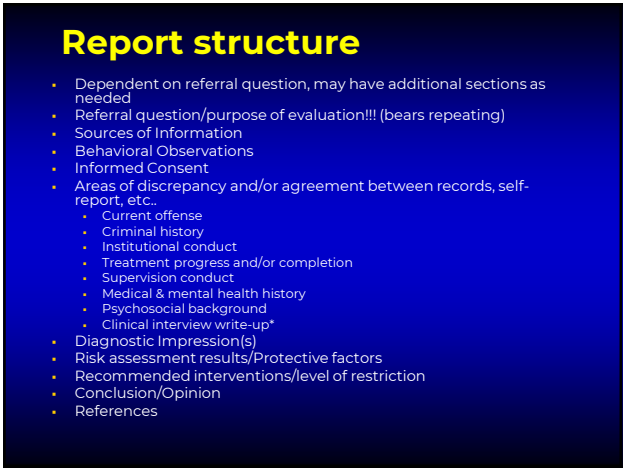 Report structure
Dependent on referral question, may have additional sections as
needed
Referral question/purpose of evaluation!!! (bears repeating)
Sources of Information
Behavioral Observations
Informed Consent
Areas of discrepancy and/or agreement between records, self-
report, etc..
Current offense
Criminal history
Institutional conduct
Treatment progress and/or completion
Supervision conduct
Medical & mental health history
Psychosocial background
Clinical interview write-up*
Diagnostic Impression(s)
Risk assessment results/Protective factors
Recommended interventions/level of restriction
Conclusion/Opinion
References